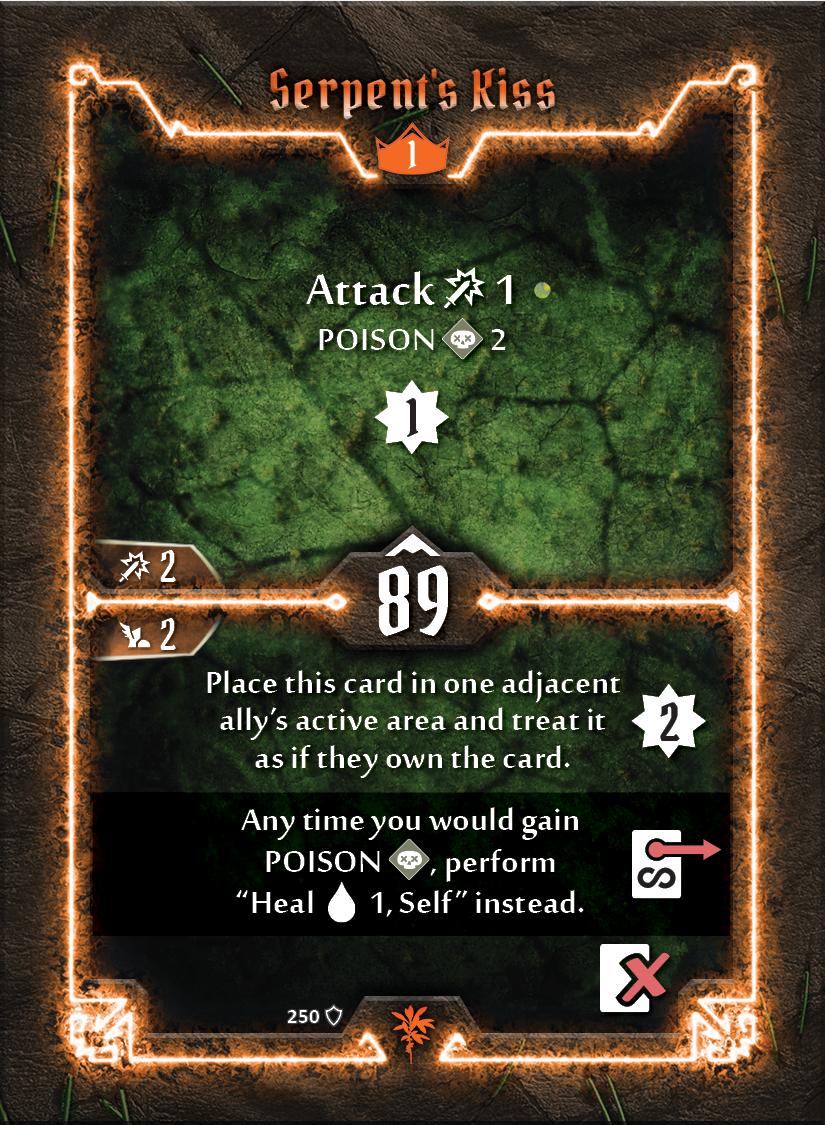 Serpent's Kiss
1
Attack 1
POISON 2
1
2
89
2
Place this card in one adjacent
ally's active area and treat it
as if they own the card.
2
Any time you would gain
POISON , perform
“Heal 1, Self” instead.
250